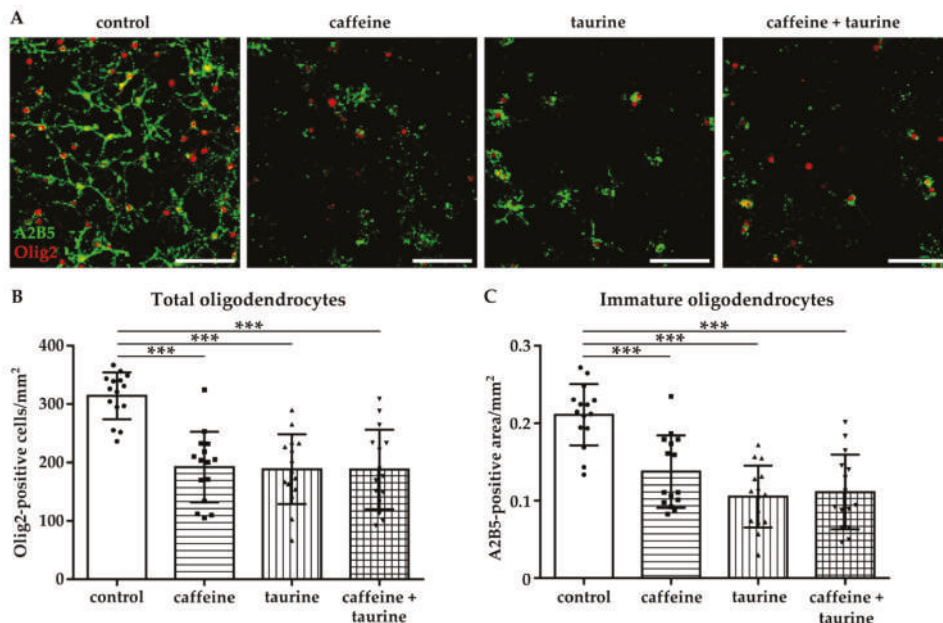 A
control
caffeine
taurine
caffeine + taurine
A2B5
Olig2
B
Total oligodendrocytes
***
***
***
Olig2-positive cells/mm²
400
300
200
100
0
control
caffeine
taurine
caffeine +
taurine
C
Immature oligodendrocytes
***
***
***
A2B5-positive area/mm²
0.3
0.2
0.1
0
control
caffeine
taurine
caffeine +
taurine